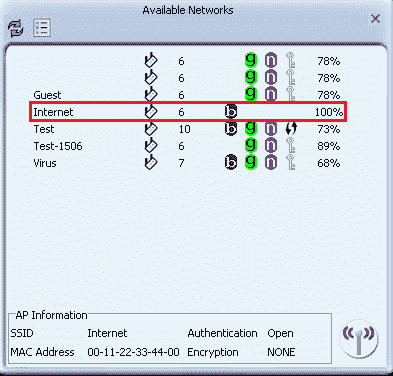 Available Networks
6 g n 78%
6 g n 78%
Guest 6 g n 78%
Internet 6 b 100%
Test 10 b g n 73%
Test-1506 6 g n 89%
Virus 7 b g n 68%
AP Information
SSID Internet Authentication Open
MAC Address 00-11-22-33-44-00 Encryption NONE